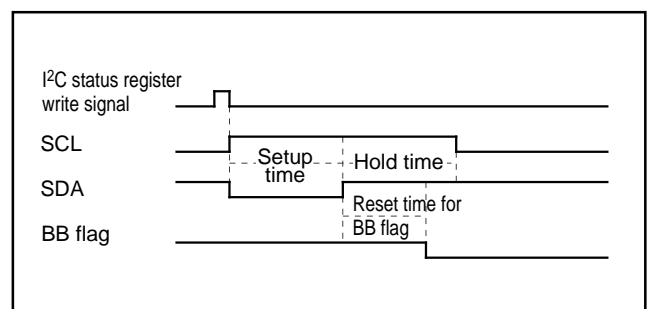 I²C status register
write signal
SCL
Setup
time
Hold time
SDA
Reset time for
BB flag
BB flag